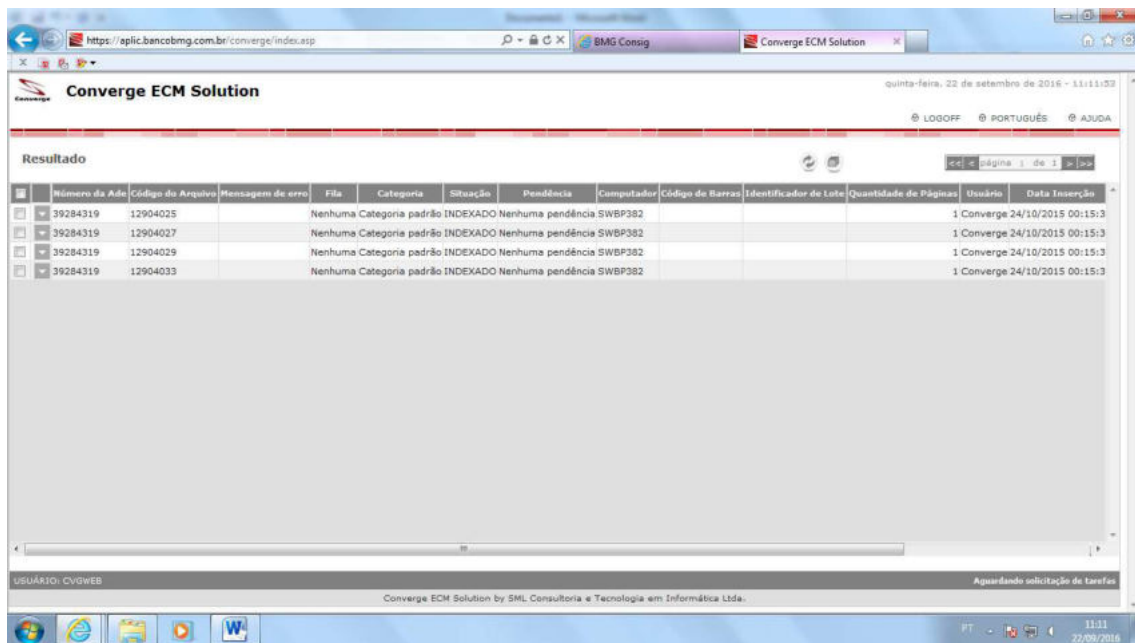 https://aplic.bancobmg.com.br/converge/index.asp
BMG Consig
Converge ECM Solution
Converge
Converge ECM Solution
quinta-feira, 22 de setembro de 2016 - 11:11:53
LOGOFF PORTUGUÊS AJUDA
Resultado
<< < página 1 de 1 > >>
Número da Ade Código do Arquivo Mensagem de erro Fila Categoria Situação Pendência Computador Código de Barras Identificador de Lote Quantidade de Páginas Usuário Data Inserção
39284319 12904025 Nenhuma Categoria padrão INDEXADO Nenhuma pendência SWBP382 1 Converge 24/10/2015 00:15:3
39284319 12904027 Nenhuma Categoria padrão INDEXADO Nenhuma pendência SWBP382 1 Converge 24/10/2015 00:15:3
39284319 12904029 Nenhuma Categoria padrão INDEXADO Nenhuma pendência SWBP382 1 Converge 24/10/2015 00:15:3
39284319 12904033 Nenhuma Categoria padrão INDEXADO Nenhuma pendência SWBP382 1 Converge 24/10/2015 00:15:3
USUÁRIO: CVGWEB
Aguardando solicitação de tarefas
Converge ECM Solution by SML Consultoria e Tecnologia em Informática Ltda.
PT
11:11
22/09/2016